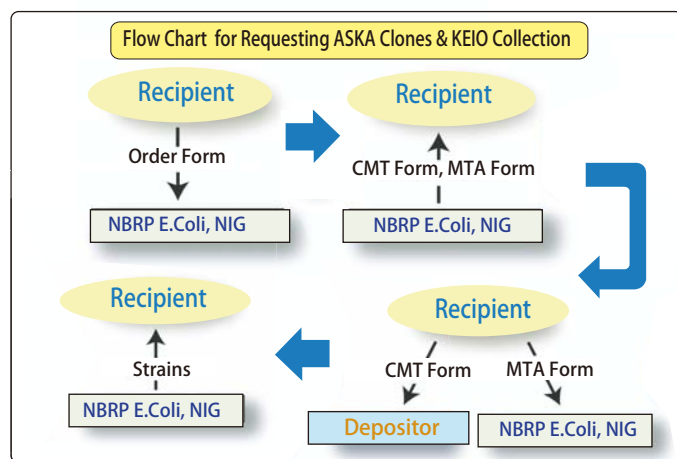 Flow Chart for Requesting ASKA Clones & KEIO Collection
Recipient
Order Form
NBRP E.Coli, NIG
Recipient
CMT Form, MTA Form
NBRP E.Coli, NIG
Recipient
Strains
NBRP E.Coli, NIG
Recipient
CMT Form
MTA Form
Depositor
NBRP E.Coli, NIG